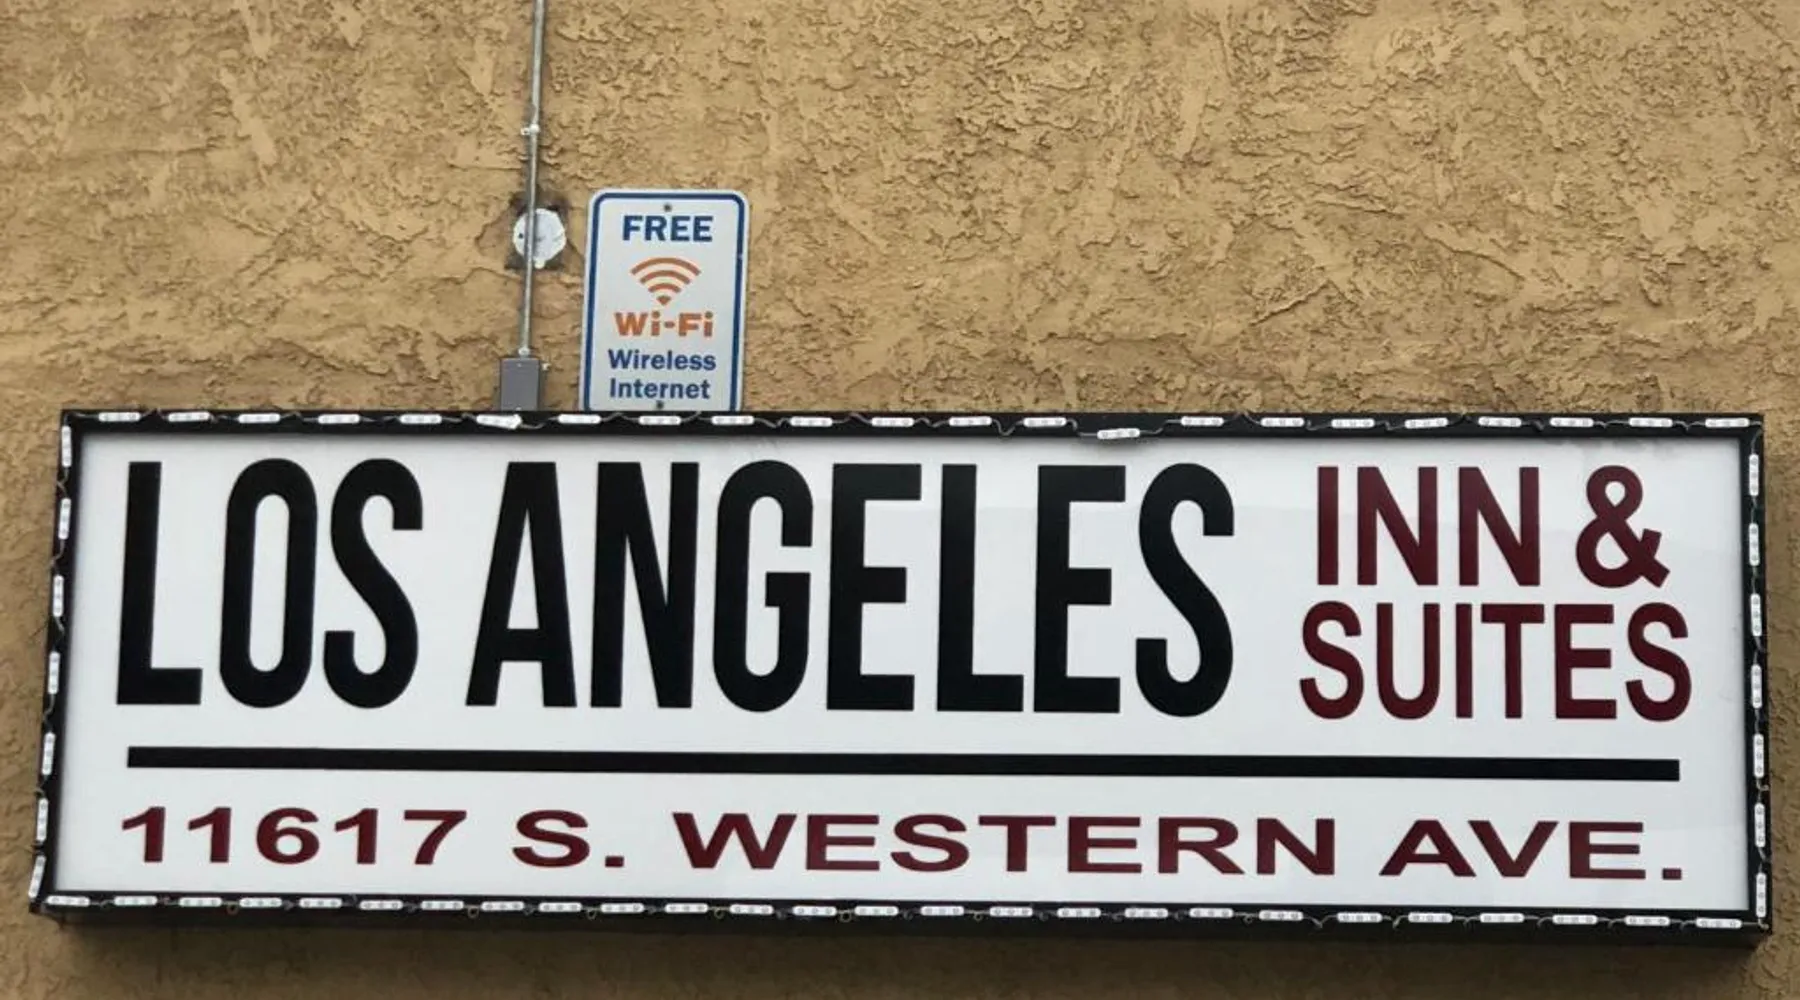 FREE
Wi-Fi
Wireless
Internet
LOS ANGELES
INN &
SUITES
11617 S. WESTERN AVE.